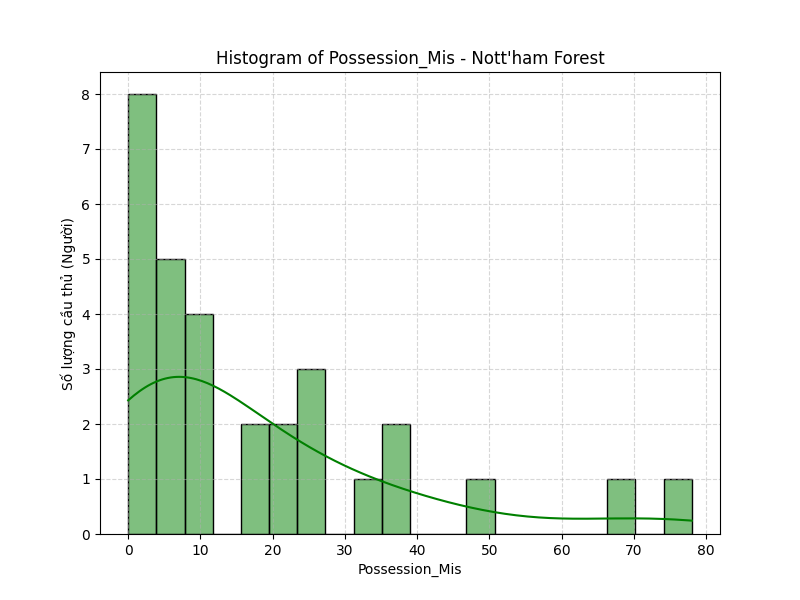 Histogram of Possession_Mis - Nott'ham Forest
Số lượng cầu thủ (Người)
8
7
6
5
4
3
2
1
0
0 10 20 30 40 50 60 70 80
Possession_Mis